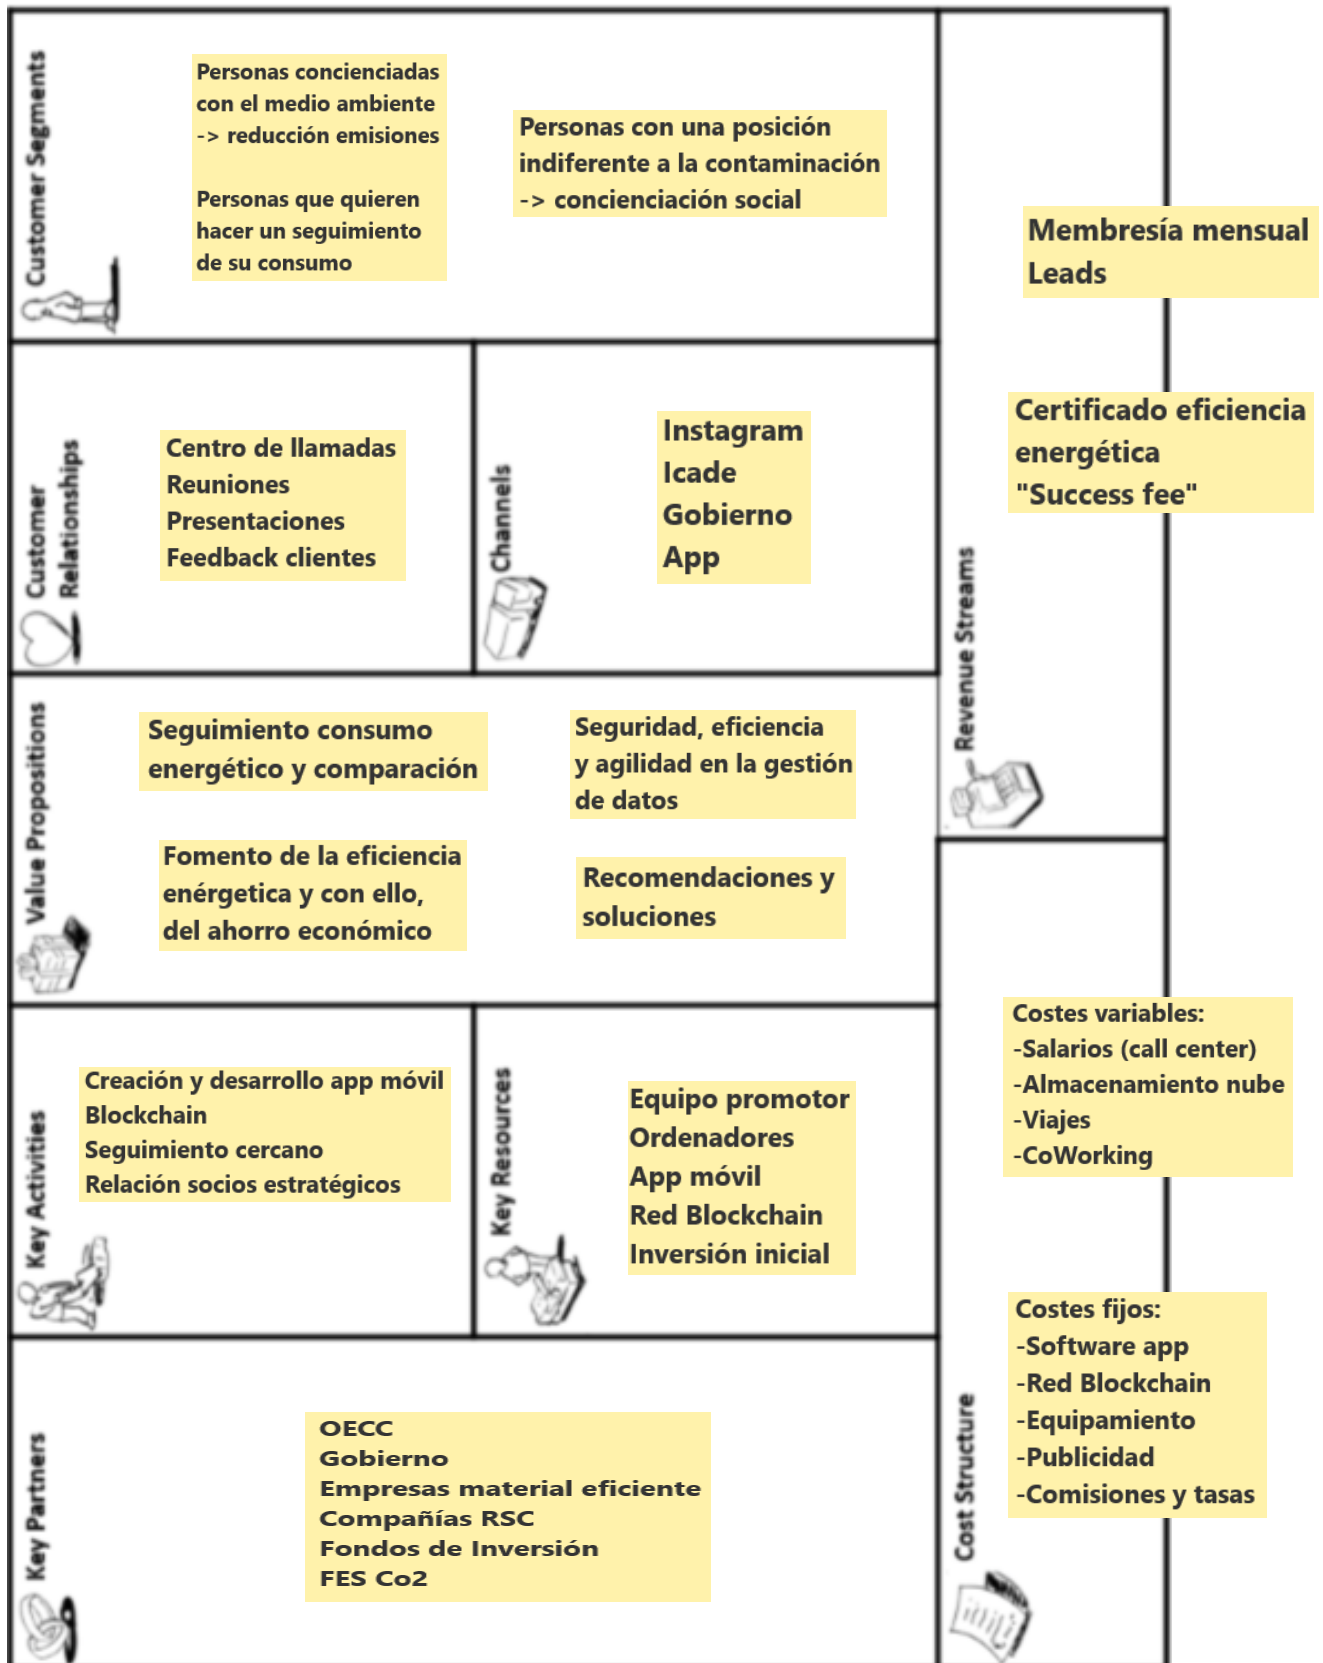 Customer Segments
Personas concienciadas
con el medio ambiente
-> reducción emisiones
Personas que quieren
hacer un seguimiento
de su consumo
Personas con una posición
indiferente a la contaminación
-> concienciación social
Customer
Relationships
Centro de llamadas
Reuniones
Presentaciones
Feedback clientes
Channels
Instagram
Icade
Gobierno
App
Value Propositions
Seguimiento consumo
energético y comparación
Seguridad, eficiencia
y agilidad en la gestión
de datos
Fomento de la eficiencia
enérgetica y con ello,
del ahorro económico
Recomendaciones y
soluciones
Key Activities
Creación y desarrollo app móvil
Blockchain
Seguimiento cercano
Relación socios estratégicos
Key Resources
Equipo promotor
Ordenadores
App móvil
Red Blockchain
Inversión inicial
Key Partners
OECC
Gobierno
Empresas material eficiente
Compañías RSC
Fondos de Inversión
FES Co2
Revenue Streams
Membresía mensual
Leads
Certificado eficiencia
energética
"Success fee"
Cost Structure
Costes variables:
-Salarios (call center)
-Almacenamiento nube
-Viajes
-CoWorking
Costes fijos:
-Software app
-Red Blockchain
-Equipamiento
-Publicidad
-Comisiones y tasas